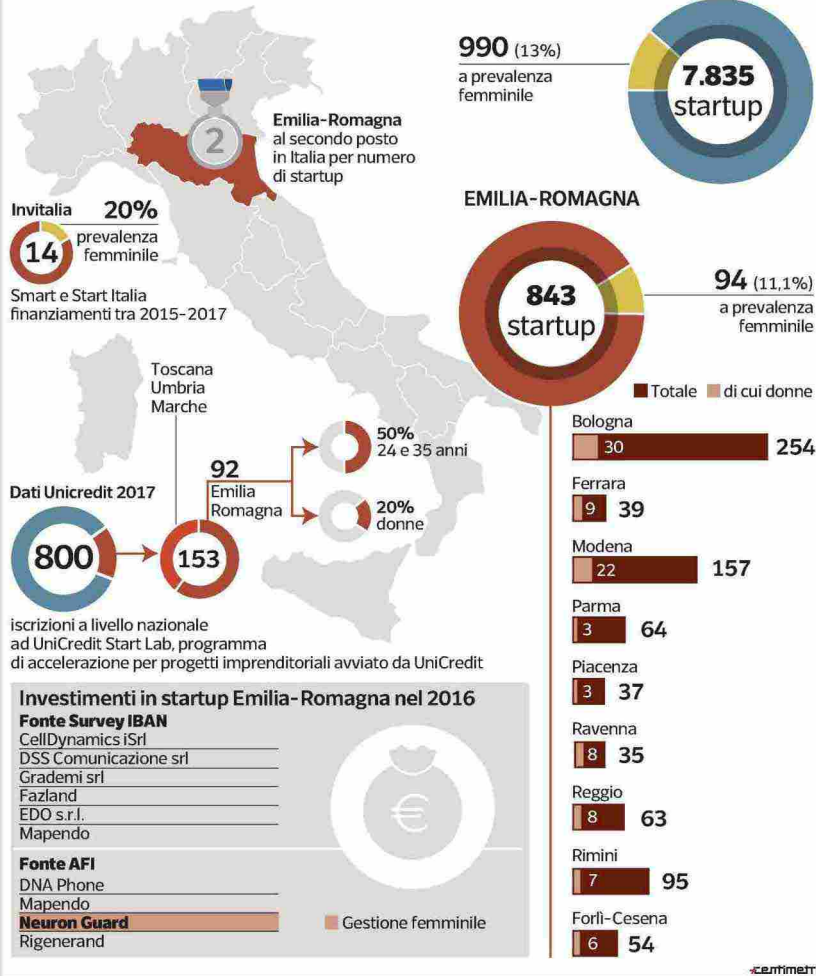 990 (13%)
a prevalenza
femminile
7.835
startup
2
Emilia-Romagna
al secondo posto
in Italia per numero
di startup
Invitalia
20%
prevalenza
femminile
14
Smart e Start Italia
finanziamenti tra 2015-2017
EMILIA-ROMAGNA
843
startup
94 (11,1%)
a prevalenza
femminile
Toscana
Umbria
Marche
Dati Unicredit 2017
800
153
92
Emilia
Romagna
50%
24 e 35 anni
20%
donne
iscrizioni a livello nazionale
ad UniCredit Start Lab, programma
di accelerazione per progetti imprenditoriali avviato da UniCredit
Totale di cui donne
Bologna
30 254
Ferrara
9 39
Modena
22 157
Parma
3 64
Piacenza
3 37
Ravenna
8 35
Reggio
8 63
Rimini
7 95
Forlì-Cesena
6 54
Investimenti in startup Emilia-Romagna nel 2016
Fonte Survey IBAN
CellDynamics iSrl
DSS Comunicazione srl
Grademi srl
Fazland
EDO s.r.l.
Mapendo
€
Fonte AFI
DNA Phone
Mapendo
Neuron Guard
Rigenerand
Gestione femminile